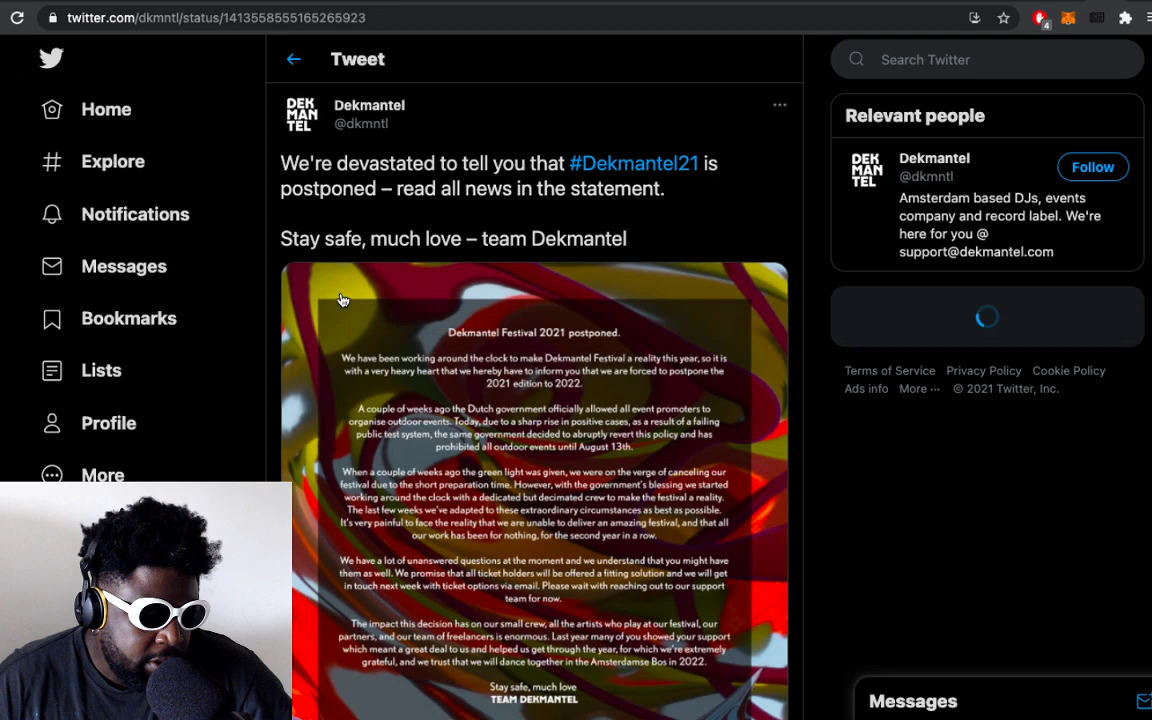 twitter.com/dkmntl/status/1413558555165265923
4
Home
Explore
Notifications
Messages
Bookmarks
Lists
Profile
More
Tweet
DEK
MAN
TEL
Dekmantel
@dkmntl
We're devastated to tell you that #Dekmantel21 is
postponed – read all news in the statement.
Stay safe, much love – team Dekmantel
Dekmantel Festival 2021 postponed.
We have been working around the clock to make Dekmantel Festival a reality this year, so it is
with a very heavy heart that we hereby have to inform you that we are forced to postpone the
2021 edition to 2022.
A couple of weeks ago the Dutch government officially allowed all event promoters to
organise outdoor events. Today, due to a sharp rise in positive cases, as a result of a failing
public test system, the same government decided to abruptly revert this policy and has
prohibited all outdoor events until August 13th.
When a couple of weeks ago the green light was given, we were on the verge of canceling our
festival due to the short preparation time. However, with the government's blessing we started
working around the clock with a dedicated but decimated crew to make the festival a reality.
The last few weeks we've adapted to these extraordinary circumstances as best as possible.
It's very painful to face the reality that we are unable to deliver an amazing festival, and that all
our work has been for nothing, for the second year in a row.
We have a lot of unanswered questions at the moment and we understand that you might have
them as well. We promise that all ticket holders will be offered a fitting solution and we will get
in touch next week with ticket options via email. Please wait with reaching out to our support
team for now.
The impact this decision has on our small crew, all the artists who play at our festival, our
partners, and our team of freelancers is enormous. Last year many of you showed your support
which meant a great deal to us and helped us get through the year, for which we're extremely
grateful, and we trust that we will dance together in the Amsterdamse Bos in 2022.
Stay safe, much love
TEAM DEKMANTEL
Search Twitter
Relevant people
DEK
MAN
TEL
Dekmantel
@dkmntl
Follow
Amsterdam based DJs, events
company and record label. We're
here for you @
support@dekmantel.com
Terms of Service Privacy Policy Cookie Policy
Ads info More ··· © 2021 Twitter, Inc.
Messages